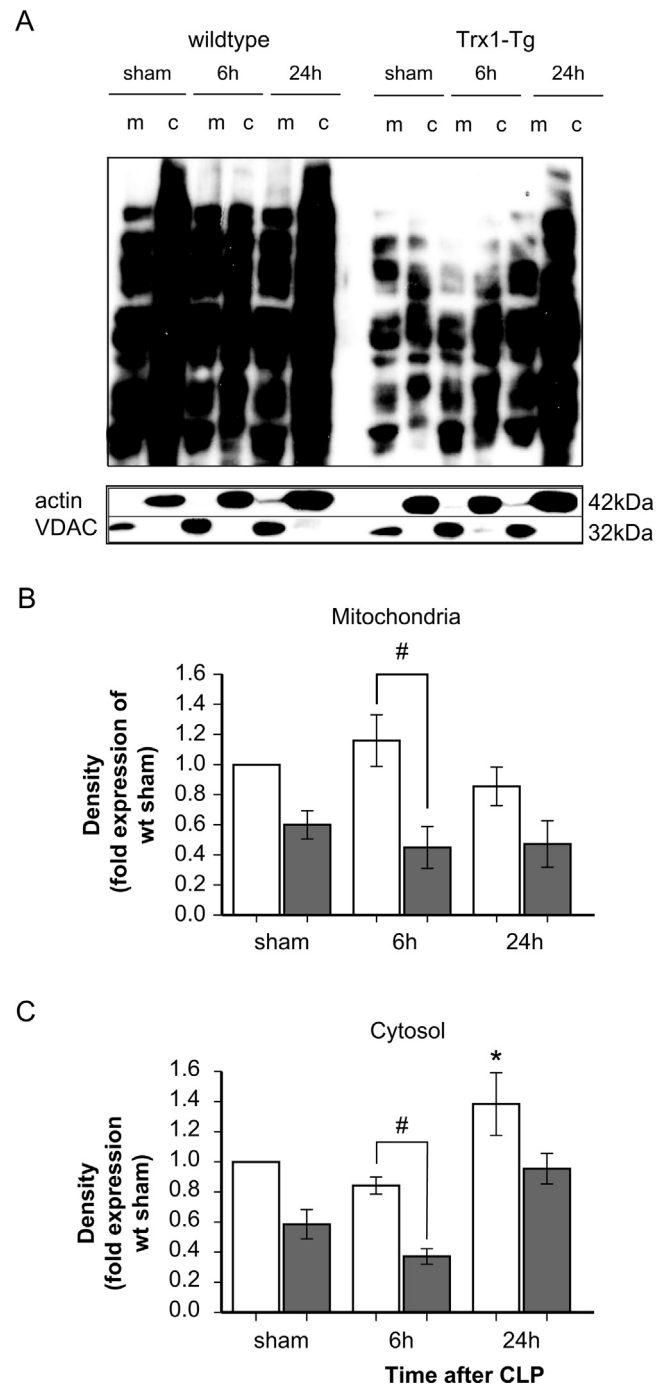 A
wildtype Trx1-Tg
sham 6h 24h sham 6h 24h
m c m c m c m c m c m c
actin 42kDa
VDAC 32kDa
B
Mitochondria
#
1.6
1.4
1.2
1.0
0.8
0.6
0.4
0.2
0.0
Density
(fold expression of
wt sham)
sham 6h 24h
C
Cytosol
*
#
1.6
1.4
1.2
1.0
0.8
0.6
0.4
0.2
0.0
Density
(fold expression
wt sham)
sham 6h 24h
Time after CLP